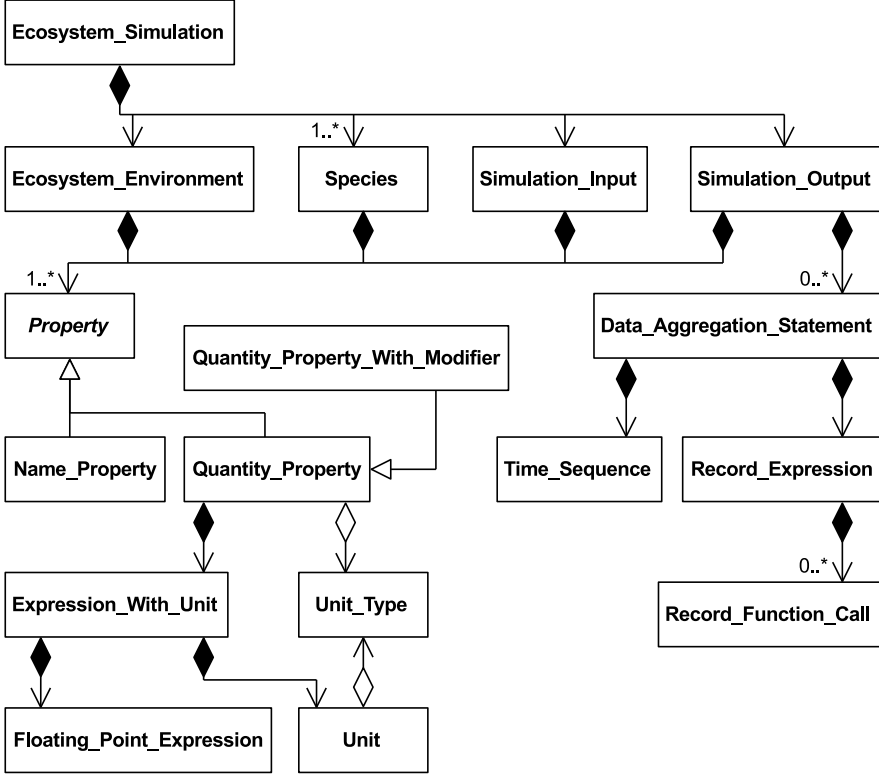 Ecosystem_Simulation
1..*
Ecosystem_Environment
Species
Simulation_Input
Simulation_Output
1..*
0..*
Property
Data_Aggregation_Statement
Quantity_Property_With_Modifier
Name_Property
Quantity_Property
Time_Sequence
Record_Expression
0..*
Expression_With_Unit
Unit_Type
Record_Function_Call
Floating_Point_Expression
Unit